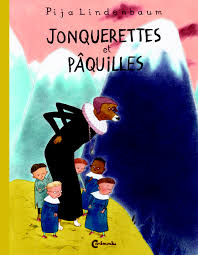 Pija Lindenbaum
JONQUERETTES
et
PÂQUILLES
Cambourakis